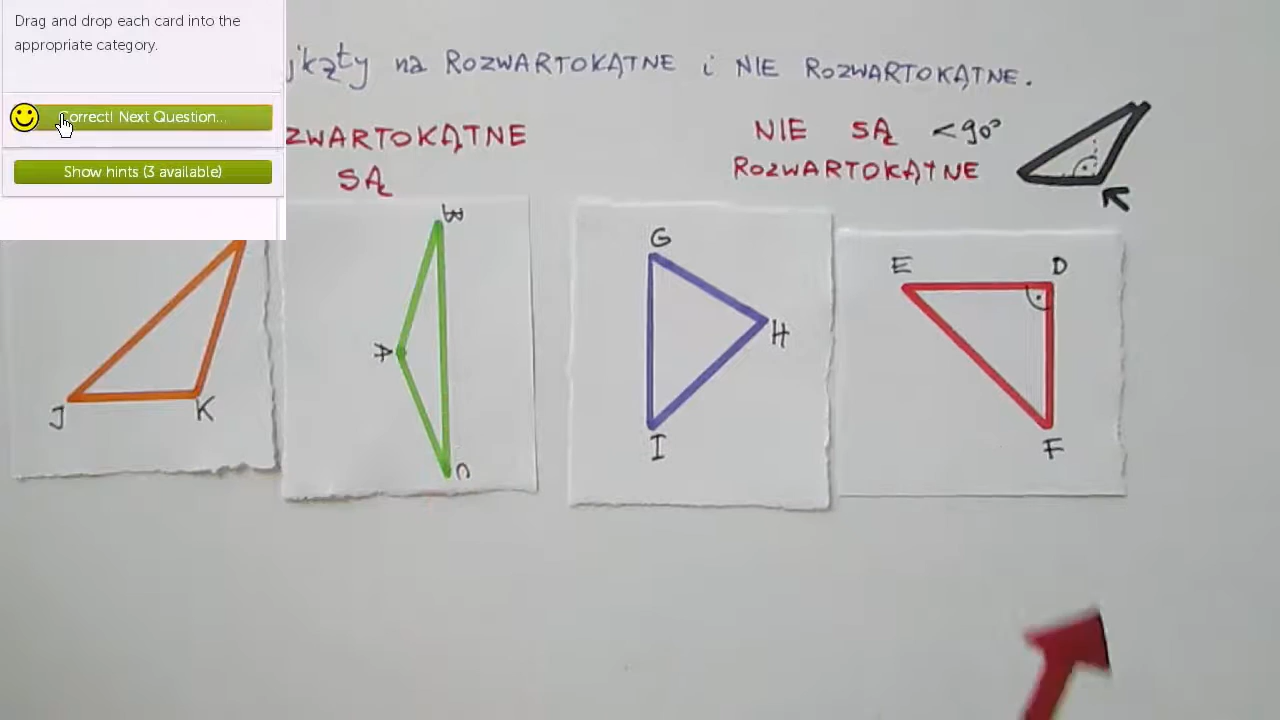 Drag and drop each card into the
appropriate category.
Correct! Next Question...
Show hints (3 available)
na ROZWARTOKĄTNE i NIE ROZWARTOKĄTNE.
ZWARTOKĄTNE
SĄ
NIE SĄ <90°
ROZWARTOKĄTNE
J
K
A
B
C
G
H
I
E
D
F